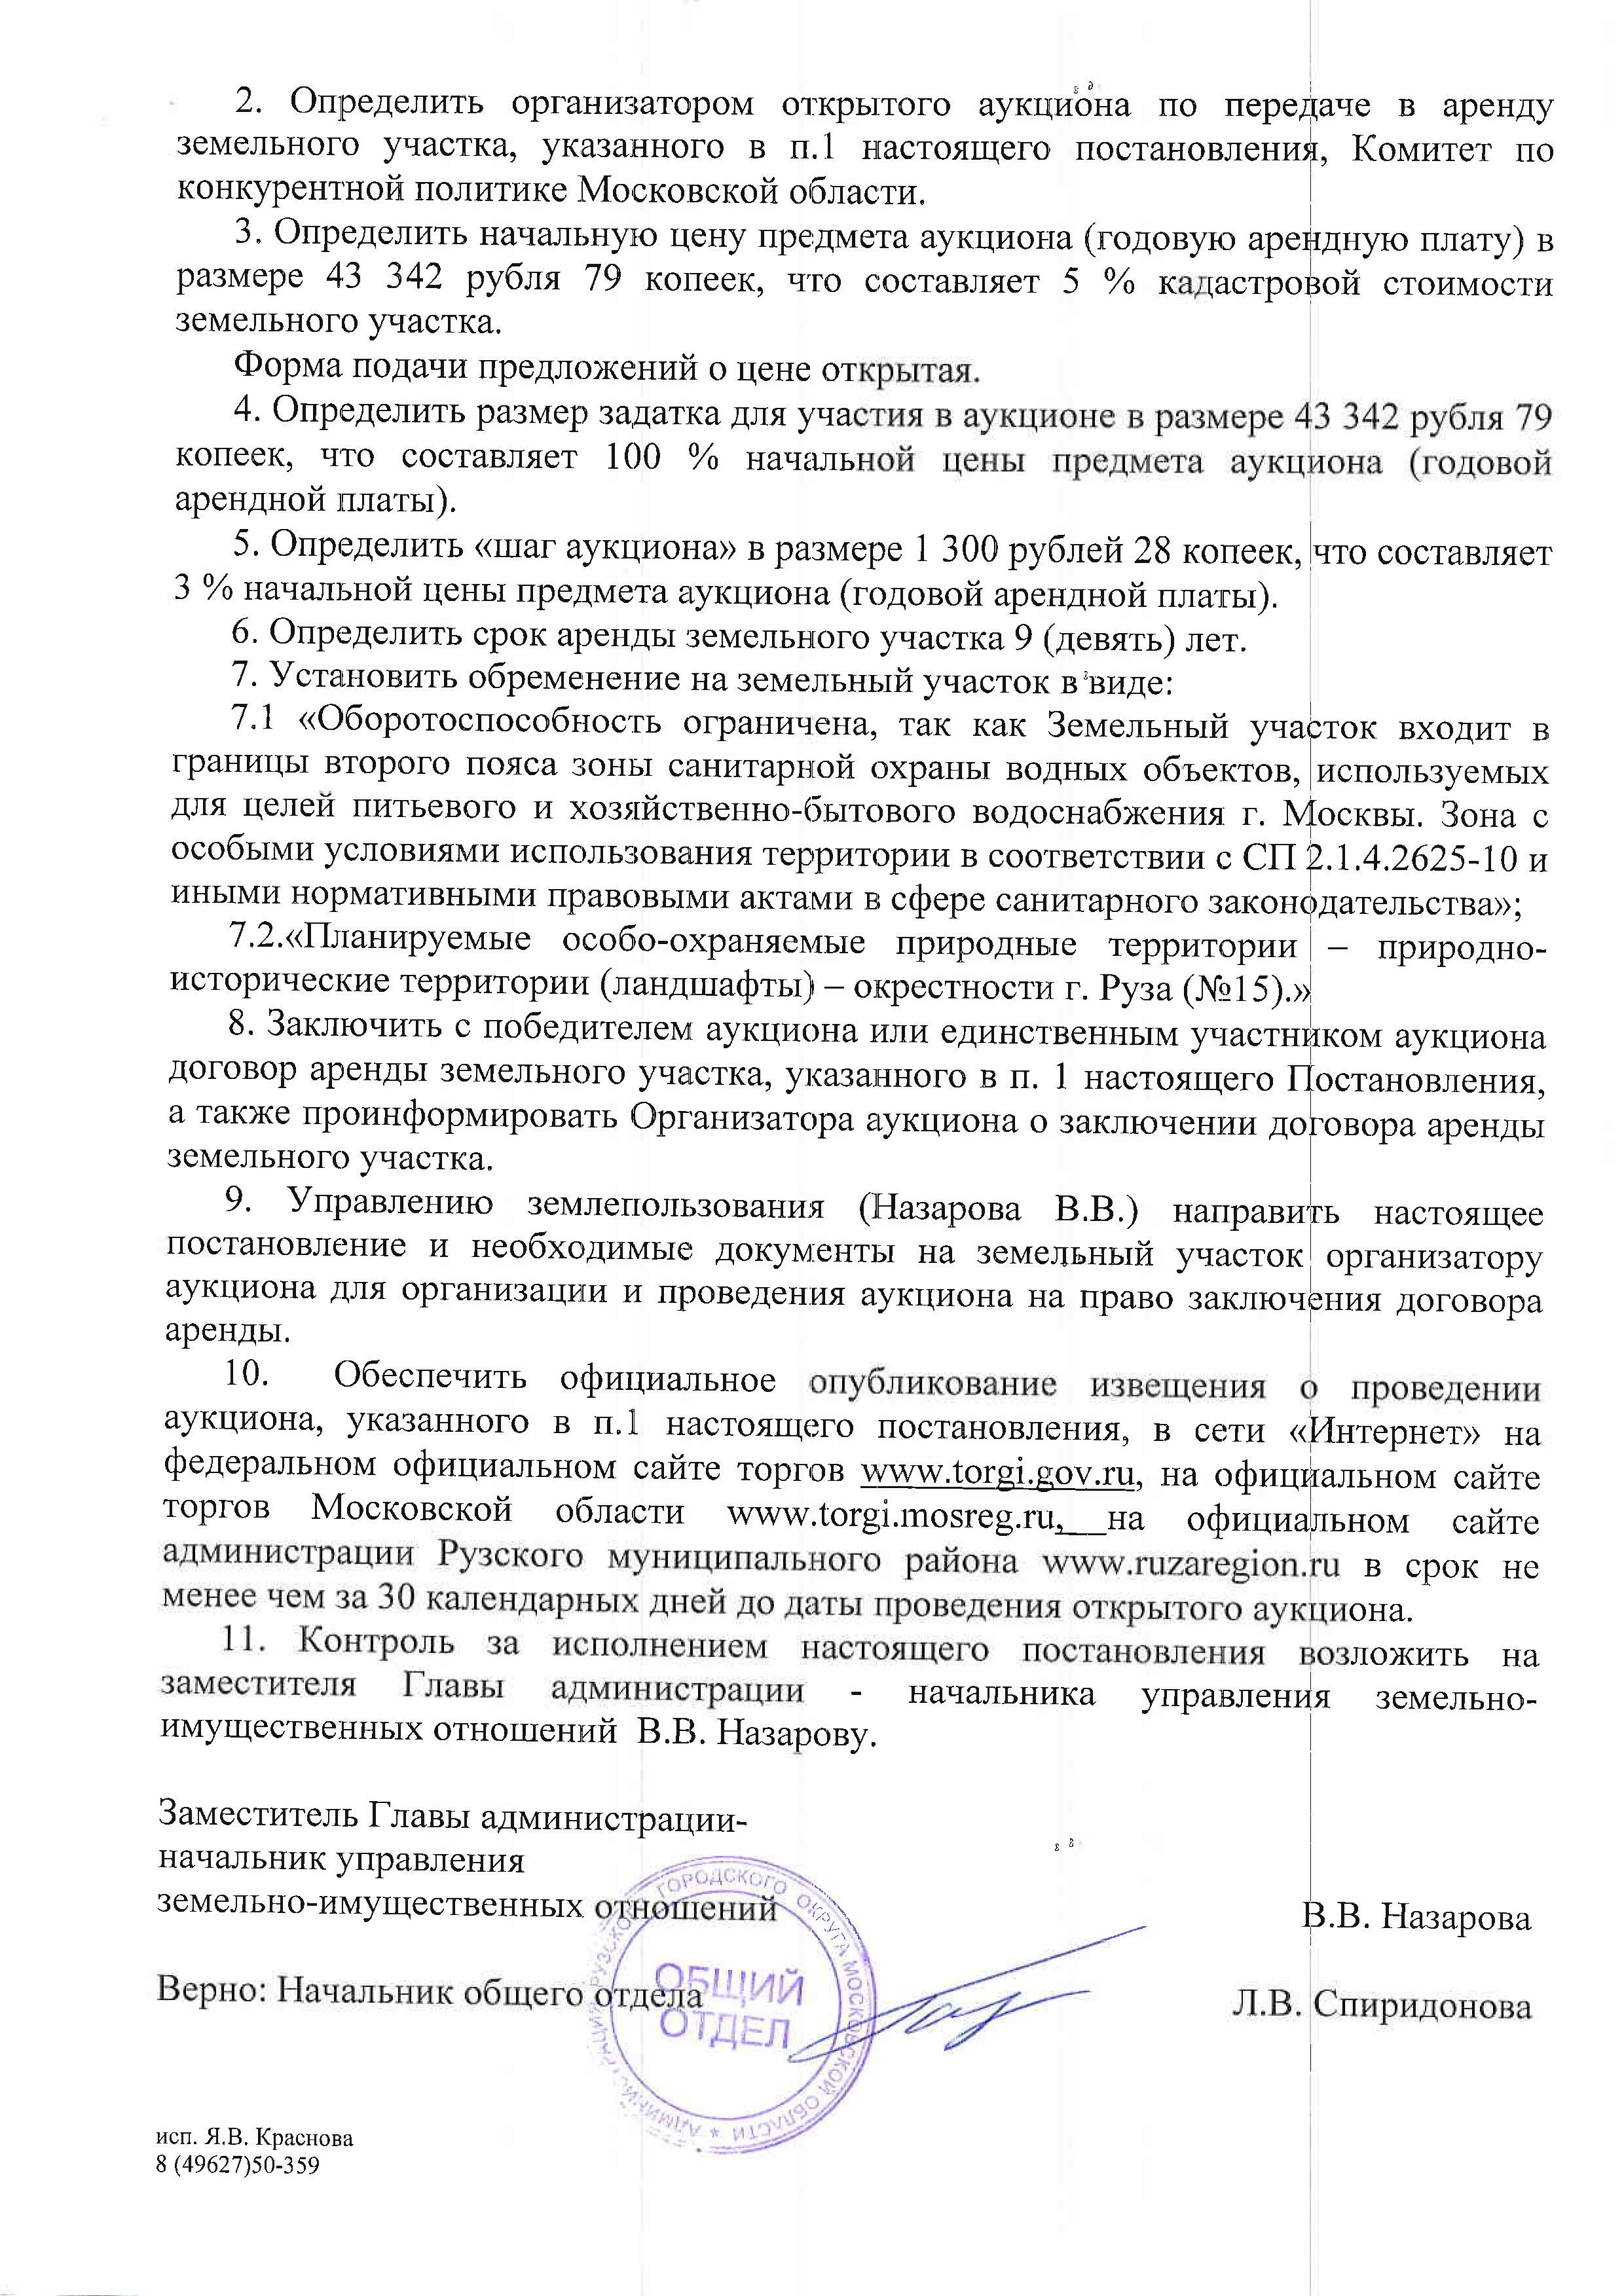 2. Определить организатором открытого аукциона по передаче в аренду
земельного участка, указанного в п.1 настоящего постановления, Комитет по
конкурентной политике Московской области.
3. Определить начальную цену предмета аукциона (годовую арендную плату) в
размере 43 342 рубля 79 копеек, что составляет 5 % кадастровой стоимости
земельного участка.
Форма подачи предложений о цене открытая.
4. Определить размер задатка для участия в аукционе в размере 43 342 рубля 79
копеек, что составляет 100 % начальной цены предмета аукциона (годовой
арендной платы).
5. Определить «шаг аукциона» в размере 1 300 рублей 28 копеек, что составляет
3 % начальной цены предмета аукциона (годовой арендной платы).
6. Определить срок аренды земельного участка 9 (девять) лет.
7. Установить обременение на земельный участок в виде:
7.1 «Оборотоспособность ограничена, так как Земельный участок входит в
границы второго пояса зоны санитарной охраны водных объектов, используемых
для целей питьевого и хозяйственно-бытового водоснабжения г. Москвы. Зона с
особыми условиями использования территории в соответствии с СП 2.1.4.2625-10 и
иными нормативными правовыми актами в сфере санитарного законодательства»;
7.2.«Планируемые особо-охраняемые природные территории – природно-
исторические территории (ландшафты) – окрестности г. Руза (№15).»
8. Заключить с победителем аукциона или единственным участником аукциона
договор аренды земельного участка, указанного в п. 1 настоящего Постановления,
а также проинформировать Организатора аукциона о заключении договора аренды
земельного участка.
9. Управлению землепользования (Назарова В.В.) направить настоящее
постановление и необходимые документы на земельный участок организатору
аукциона для организации и проведения аукциона на право заключения договора
аренды.
10. Обеспечить официальное опубликование извещения о проведении
аукциона, указанного в п.1 настоящего постановления, в сети «Интернет» на
федеральном официальном сайте торгов www.torgi.gov.ru, на официальном сайте
торгов Московской области www.torgi.mosreg.ru, на официальном сайте
администрации Рузского муниципального района www.ruzaregion.ru в срок не
менее чем за 30 календарных дней до даты проведения открытого аукциона.
11. Контроль за исполнением настоящего постановления возложить на
заместителя Главы администрации - начальника управления земельно-
имущественных отношений В.В. Назарову.
Заместитель Главы администрации-
начальник управления
земельно-имущественных отношений В.В. Назарова
Верно: Начальник общего отдела Л.В. Спиридонова
ОБЩИЙ
ОТДЕЛ
АДМИНИСТРАЦИЯ РУЗСКОГО ГОРОДСКОГО ОКРУГА МОСКОВСКОЙ ОБЛАСТИ *
исп. Я.В. Краснова
8 (49627)50-359